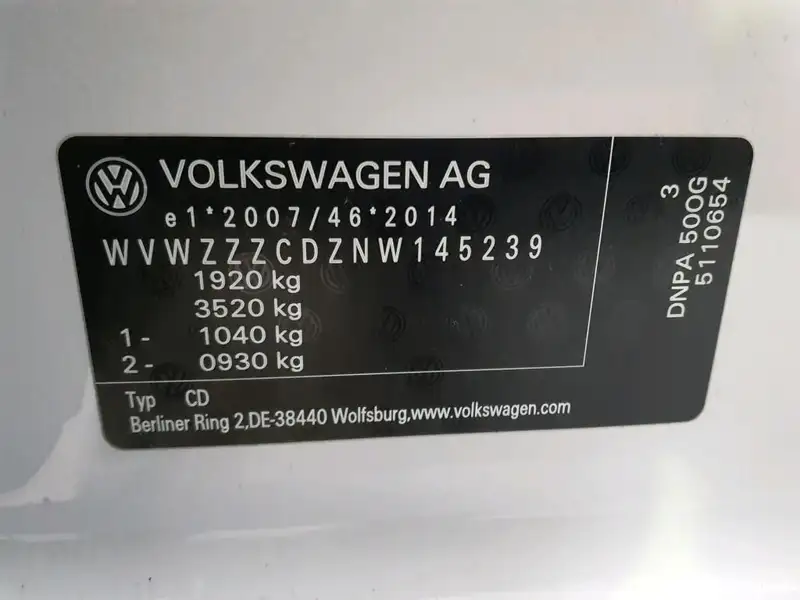 VOLKSWAGEN AG
e1*2007/46*2014
WVWZZZCDZNW145239
1920 kg
3520 kg
1- 1040 kg
2- 0930 kg
Typ CD
Berliner Ring 2,DE-38440 Wolfsburg,www.volkswagen.com
3
DNPA 500G
5110654